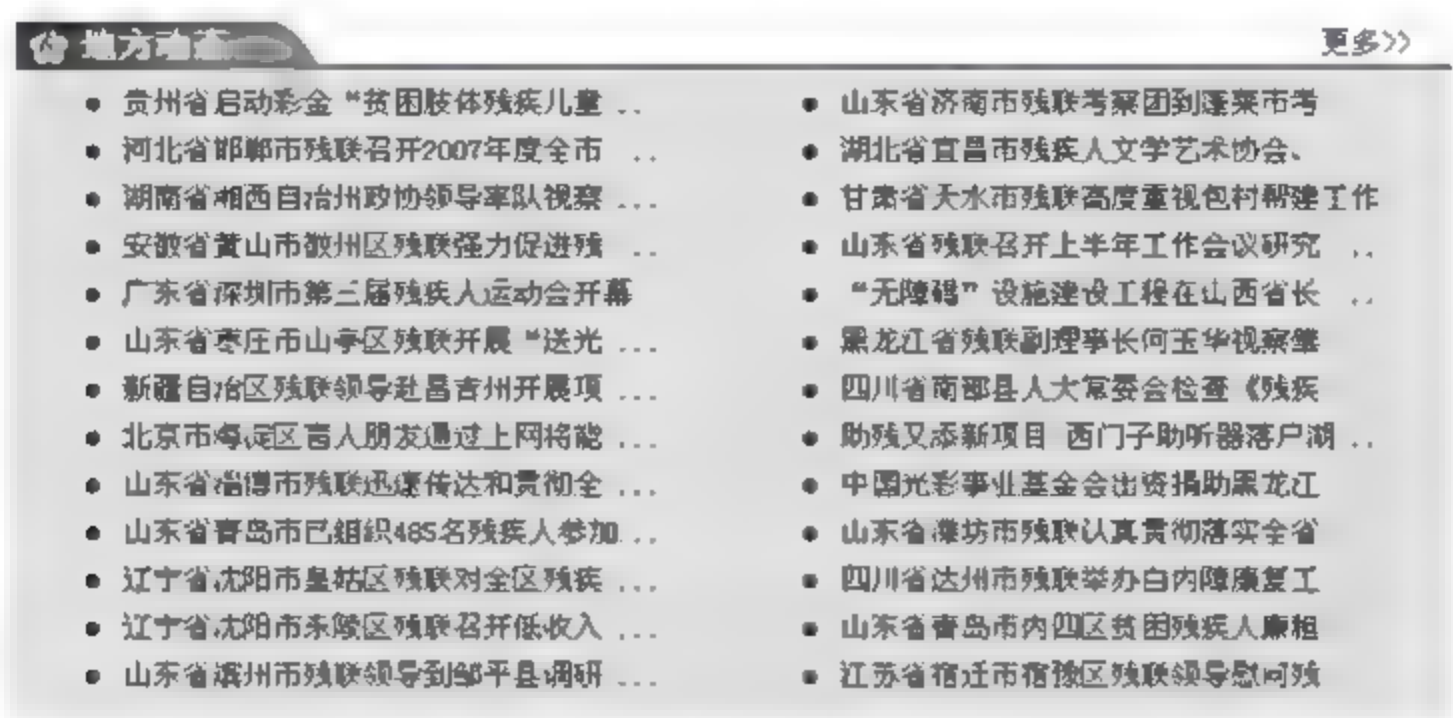 地方动态
更多>>
贵州省启动彩金“贫困肢体残疾儿童 ..
河北省邯郸市残联召开2007年度全市 ..
湖南省湘西自治州政协领导率队视察 ...
安徽省黄山市徽州区残联强力促进残 ..
广东省深圳市第三届残疾人运动会开幕
山东省枣庄市山亭区残联开展“送光 ...
新疆自治区残联领导赴昌吉州开展项 ...
北京市海淀区盲人朋友通过上网将能 ...
山东省淄博市残联迅速传达和贯彻全 ...
山东省青岛市已组织485名残疾人参加 ...
辽宁省沈阳市皇姑区残联对全区残疾 ...
辽宁省沈阳市东陵区残联召开低收入 ...
山东省滨州市残联领导到邹平县调研 ...
山东省济南市残联考察团到蓬莱市考
湖北省宜昌市残疾人文学艺术协会、
甘肃省天水市残联高度重视包村帮建工作
山东省残联召开上半年工作会议研究 ..
“无障碍”设施建设工程在山西省长 ..
黑龙江省残联副理事长何玉华视察肇
四川省南部县人大常委会检查《残疾
助残又添新项目 西门子助听器落户湖 ..
中国光彩事业基金会出资捐助黑龙江
山东省潍坊市残联认真贯彻落实全省
四川省达州市残联举办白内障康复工
山东省青岛市内四区贫困残疾人廉租
江苏省宿迁市宿豫区残联领导慰问残